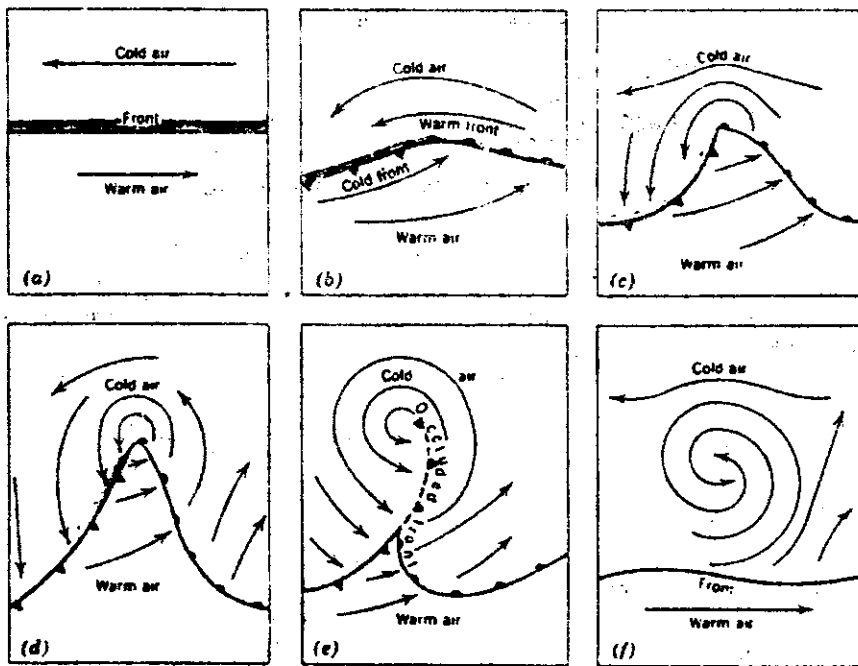 Cold air
Front
Warm air
(a)
Cold air
Warm front
Cold front
Warm air
(b)
Cold air
Warm air
(c)
Cold air
Warm air
(d)
Cold air
Occluded front
Warm air
(e)
Cold air
Front
Warm air
(f)